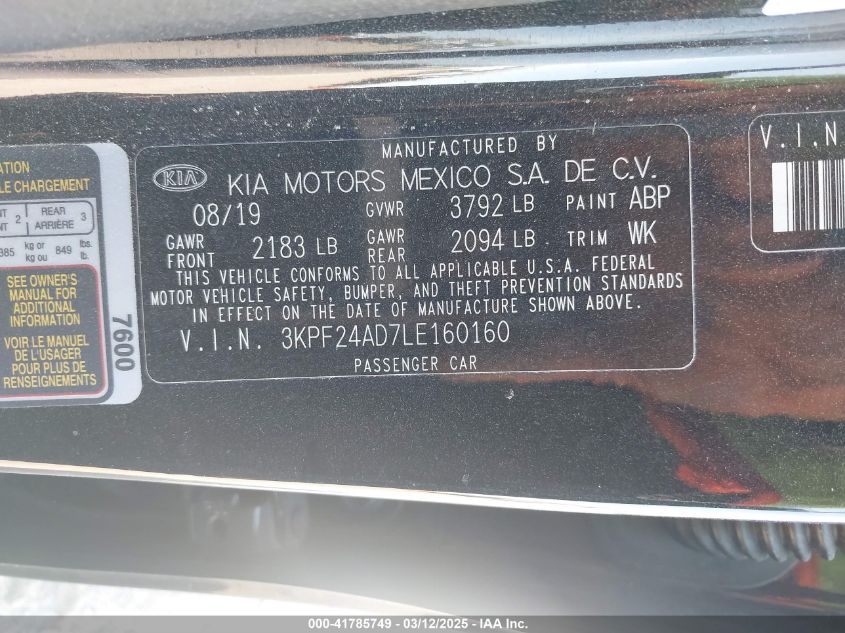 MANUFACTURED BY
KIA KIA MOTORS MEXICO S.A. DE C.V.
08/19 GVWR 3792 LB PAINT ABP
GAWR FRONT 2183 LB GAWR REAR 2094 LB TRIM WK
THIS VEHICLE CONFORMS TO ALL APPLICABLE U.S.A. FEDERAL
MOTOR VEHICLE SAFETY, BUMPER, AND THEFT PREVENTION STANDARDS
IN EFFECT ON THE DATE OF MANUFACTURE SHOWN ABOVE.
V.I.N. 3KPF24AD7LE160160
PASSENGER CAR
CHARGEMENT
2 REAR 3
ARRIÈRE
385 kg or 849 lbs.
kg ou lb.
SEE OWNER'S
MANUAL FOR
ADDITIONAL
INFORMATION
VOIR LE MANUEL
DE L'USAGER
POUR PLUS DE
RENSEIGNEMENTS
7600
V.I.N
000-41785749 - 03/12/2025 - IAA Inc.